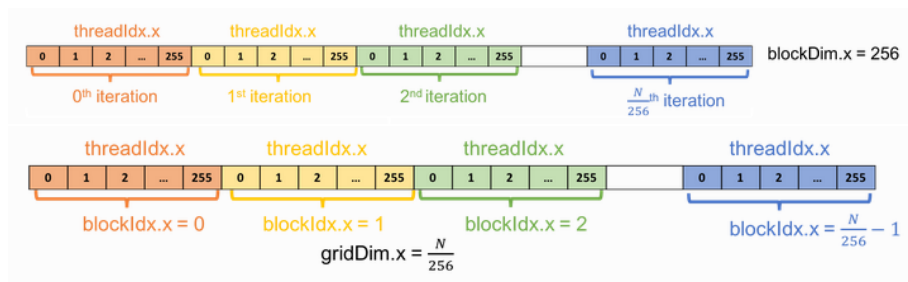 threadIdx.x threadIdx.x threadIdx.x threadIdx.x
0 1 2 ... 255 0 1 2 ... 255 0 1 2 ... 255 0 1 2 ... 255 blockDim.x = 256
0th iteration 1st iteration 2nd iteration N/256 th iteration
threadIdx.x threadIdx.x threadIdx.x threadIdx.x
0 1 2 ... 255 0 1 2 ... 255 0 1 2 ... 255 0 1 2 ... 255
blockIdx.x = 0 blockIdx.x = 1 blockIdx.x = 2 blockIdx.x = N/256 − 1
gridDim.x = N/256